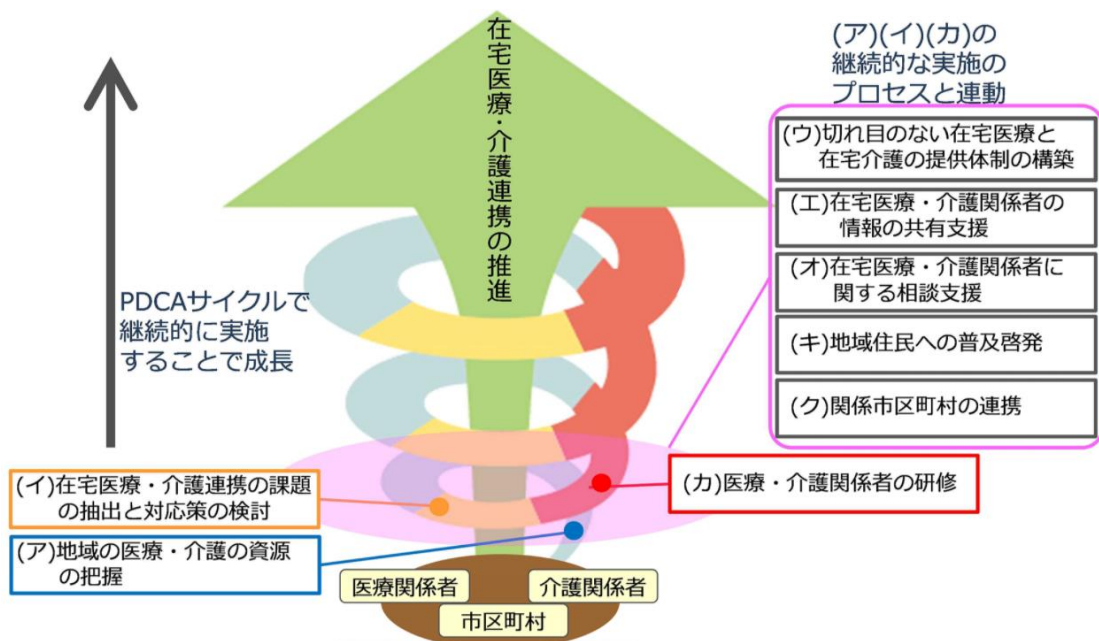 在宅医療・介護連携の推進
(ア)(イ)(カ)の
継続的な実施の
プロセスと連動
(ウ)切れ目のない在宅医療と
在宅介護の提供体制の構築
(エ)在宅医療・介護関係者の
情報の共有支援
(オ)在宅医療・介護関係者に
関する相談支援
(キ)地域住民への普及啓発
(ク)関係市区町村の連携
PDCAサイクルで
継続的に実施
することで成長
(イ)在宅医療・介護連携の課題
の抽出と対応策の検討
(カ)医療・介護関係者の研修
(ア)地域の医療・介護の資源
の把握
医療関係者
介護関係者
市区町村